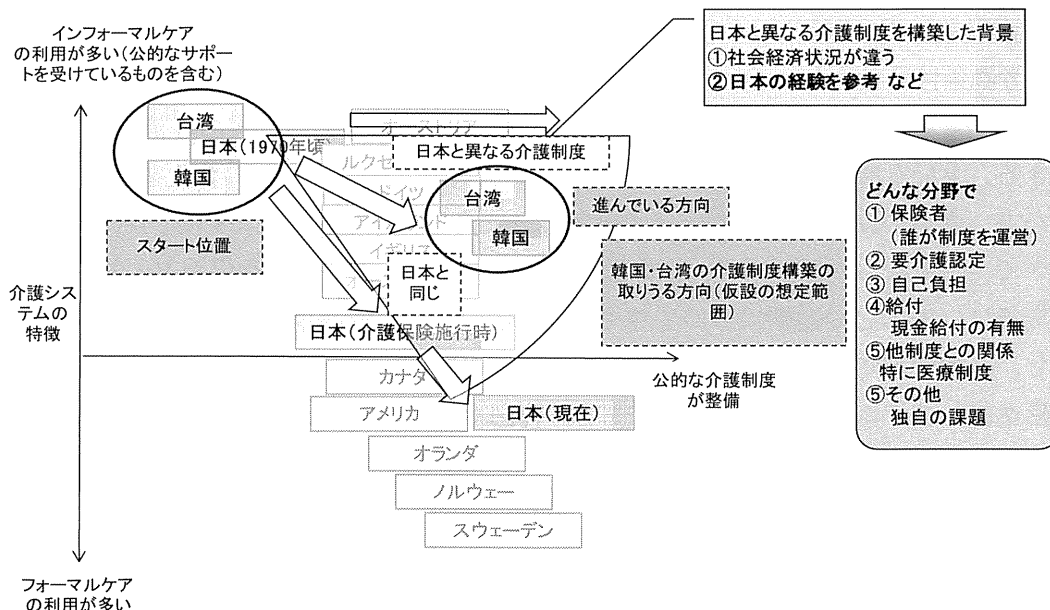 インフォーマルケア
の利用が多い(公的なサポー
トを受けているものを含む)
台湾
日本(1970年頃)
韓国
スタート位置
介護シス
テムの
特徴
オーストリア
日本と異なる介護制度
ドイツ
台湾
韓国
イギリス
日本と
同じ
進んでいる方向
韓国・台湾の介護制度構築の
取りうる方向(仮設の想定範
囲)
日本(介護保険施行時)
公的な介護制度
が整備
カナダ
アメリカ
日本(現在)
オランダ
ノルウェー
スウェーデン
フォーマルケア
の利用が多い
日本と異なる介護制度を構築した背景
①社会経済状況が違う
②日本の経験を参考 など
どんな分野で
① 保険者
(誰が制度を運営)
② 要介護認定
③ 自己負担
④給付
現金給付の有無
⑤他制度との関係
特に医療制度
⑤その他
独自の課題